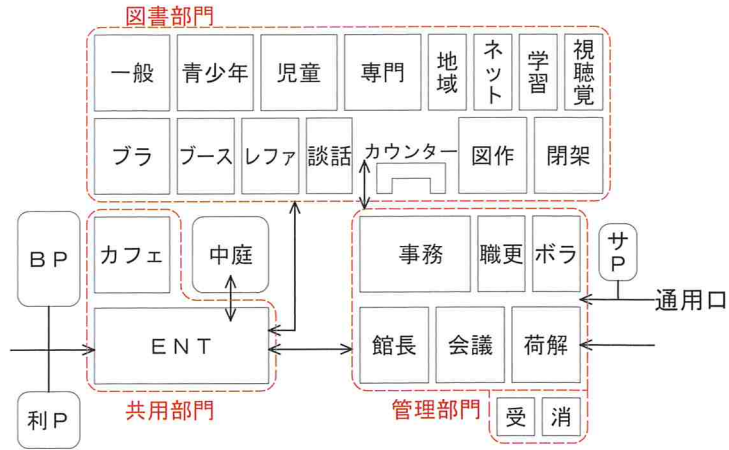 図書部門
一般 青少年 児童 専門 地域 ネット 学習 視聴覚
ブラ ブース レファ 談話 カウンター 図作 閉架
BP カフェ 中庭 事務 職更 ボラ サP
通用口
ENT 館長 会議 荷解
利P 共用部門 管理部門 受 消